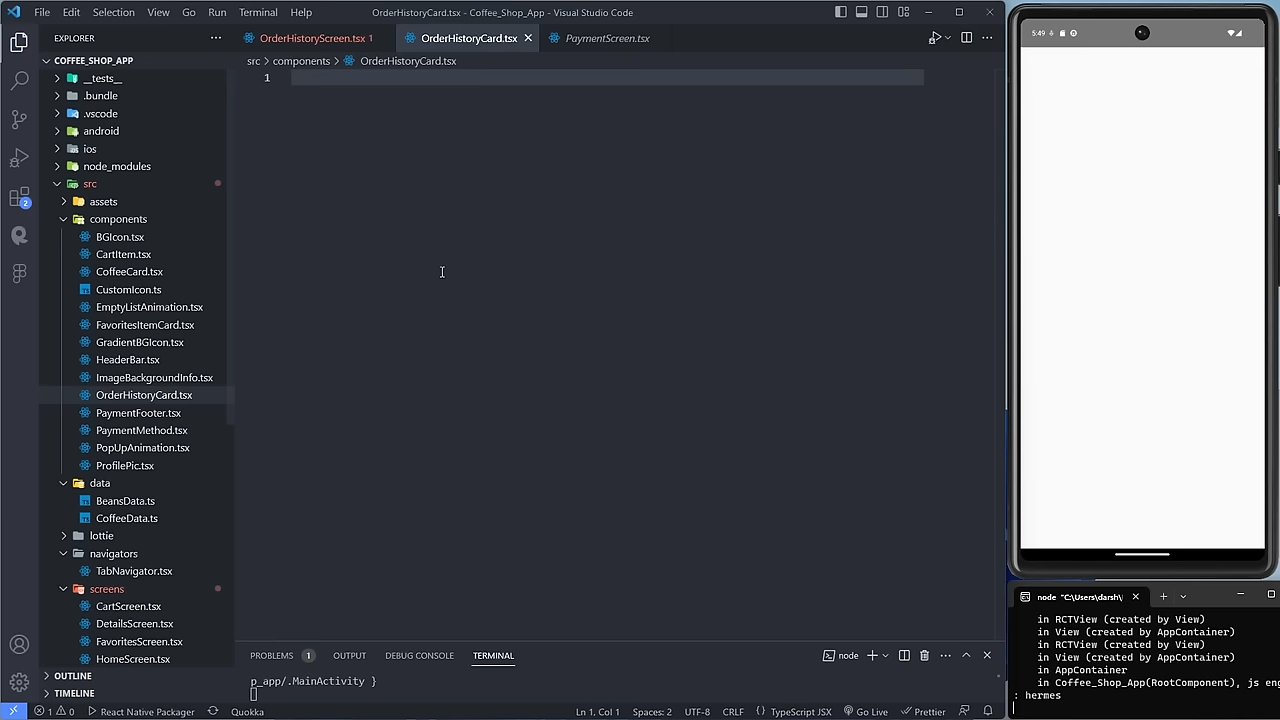 File Edit Selection View Go Run Terminal Help
OrderHistoryCard.tsx - Coffee_Shop_App - Visual Studio Code
EXPLORER
OrderHistoryScreen.tsx 1
OrderHistoryCard.tsx
PaymentScreen.tsx
COFFEE_SHOP_APP
__tests__
.bundle
.vscode
android
ios
node_modules
src
assets
components
BGIcon.tsx
CartItem.tsx
CoffeeCard.tsx
CustomIcon.ts
EmptyListAnimation.tsx
FavoritesItemCard.tsx
GradientBGIcon.tsx
HeaderBar.tsx
ImageBackgroundInfo.tsx
OrderHistoryCard.tsx
PaymentFooter.tsx
PaymentMethod.tsx
PopUpAnimation.tsx
ProfilePic.tsx
data
BeansData.ts
CoffeeData.ts
lottie
navigators
TabNavigator.tsx
screens
CartScreen.tsx
DetailsScreen.tsx
FavoritesScreen.tsx
HomeScreen.tsx
OUTLINE
TIMELINE
2
src > components > OrderHistoryCard.tsx
1
PROBLEMS 1 OUTPUT DEBUG CONSOLE TERMINAL
node
p_app/.MainActivity }
1 0 React Native Packager Quokka
Ln 1, Col 1 Spaces: 2 UTF-8 CRLF {} TypeScript JSX Go Live Prettier
5:49
node "C:\Users\darsh\
in RCTView (created by View)
in View (created by AppContainer)
in RCTView (created by View)
in View (created by AppContainer)
in AppContainer
in Coffee_Shop_App(RootComponent), js eng
: hermes